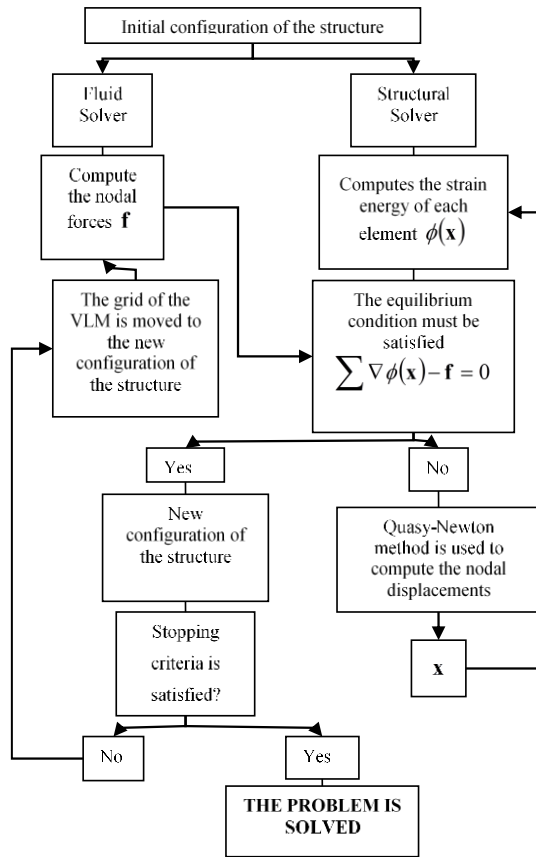 Initial configuration of the structure
Fluid
Solver
Structural
Solver
Compute
the nodal
forces f
Computes the strain
energy of each
element ϕ(x)
The grid of the
VLM is moved to
the new
configuration of
the structure
The equilibrium
condition must be
satisfied
∑ ∇ϕ(x) − f = 0
Yes
No
New
configuration of
the structure
Quasy-Newton
method is used to
compute the nodal
displacements
Stopping
criteria is
satisfied?
x
No
Yes
THE PROBLEM IS
SOLVED